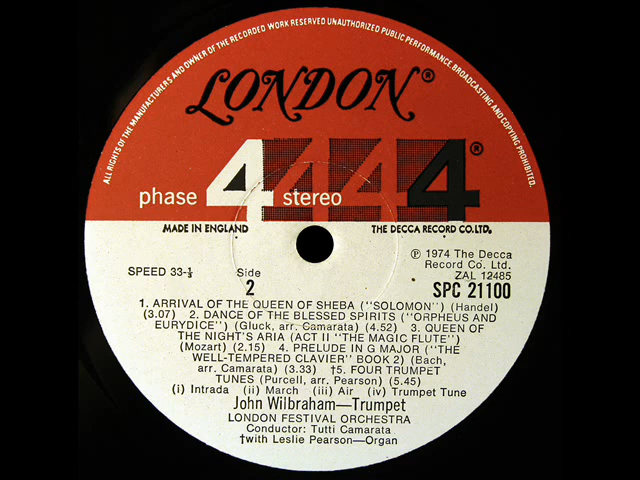 ALL RIGHTS OF THE MANUFACTURERS AND OWNER OF THE RECORDED WORK RESERVED UNAUTHORIZED PUBLIC PERFORMANCE, BROADCASTING AND COPYING PROHIBITED.
LONDON®
phase 4 stereo 4 4 4®
MADE IN ENGLAND THE DECCA RECORD CO. LTD.
℗ 1974 The Decca
Record Co. Ltd.
SPEED 33-⅓ Side ZAL 12485
2 SPC 21100
1. ARRIVAL OF THE QUEEN OF SHEBA ("SOLOMON") (Handel)
(3.07) 2. DANCE OF THE BLESSED SPIRITS ("ORPHEUS AND
EURYDICE") (Gluck, arr. Camarata) (4.52) 3. QUEEN OF
THE NIGHT'S ARIA (ACT II "THE MAGIC FLUTE")
(Mozart) (2.15) 4. PRELUDE IN G MAJOR ("THE
WELL-TEMPERED CLAVIER" BOOK 2) (Bach,
arr. Camarata) (3.33) †5. FOUR TRUMPET
TUNES (Purcell, arr. Pearson) (5.45)
(i) Intrada (ii) March (iii) Air (iv) Trumpet Tune
John Wilbraham—Trumpet
LONDON FESTIVAL ORCHESTRA
Conductor: Tutti Camarata
†with Leslie Pearson—Organ